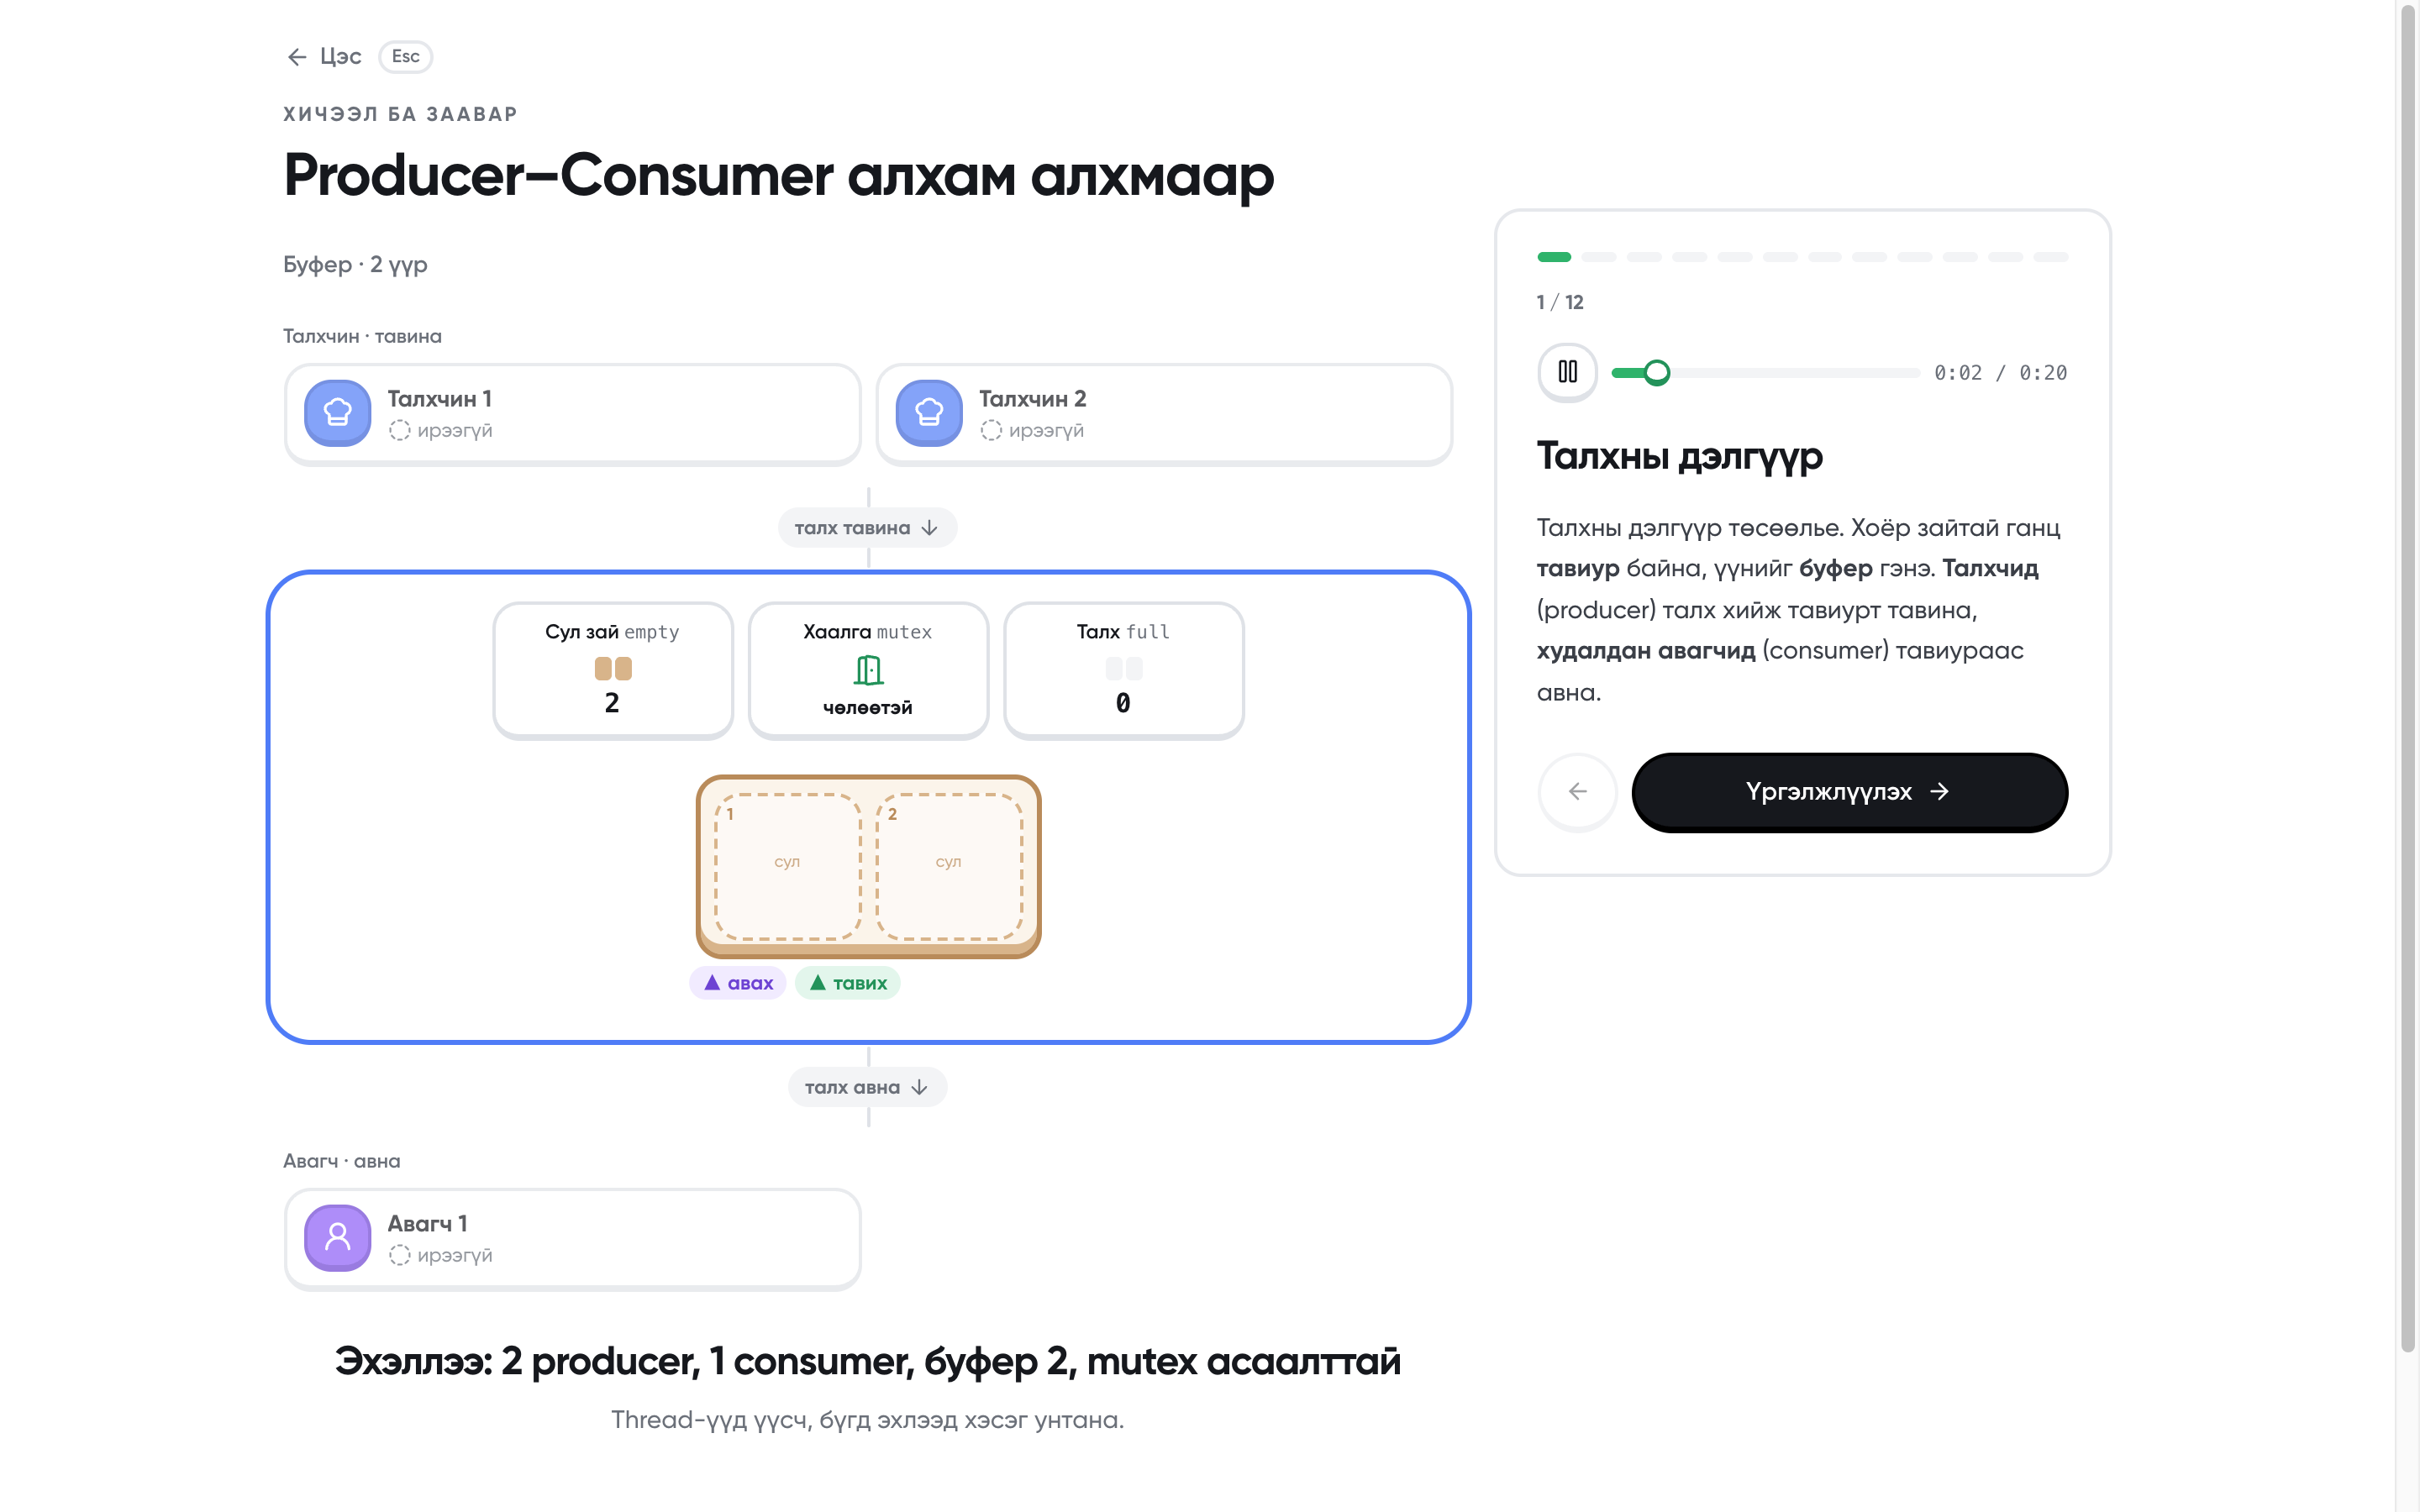 Цэс Esc
ХИЧЭЭЛ БА ЗААВАР
Producer–Consumer алхам алхмаар
Буфер · 2 үүр
Талхчин · тавина
Талхчин 1
ирээгүй
Талхчин 2
ирээгүй
талх тавина
Сул зай empty
2
Хаалга mutex
чөлөөтэй
Талх full
0
1
сул
2
сул
авах
тавих
талх авна
Авагч · авна
Авагч 1
ирээгүй
Эхэллээ: 2 producer, 1 consumer, буфер 2, mutex асаалттай
Thread-үүд үүсч, бүгд эхлээд хэсэг унтана.
1 / 12
0:02 / 0:20
Талхны дэлгүүр
Талхны дэлгүүр төсөөлье. Хоёр зайтай ганц
тавиур байна, үүнийг буфер гэнэ. Талхчид
(producer) талх хийж тавиурт тавина,
худалдан авагчид (consumer) тавиураас
авна.
Үргэлжлүүлэх